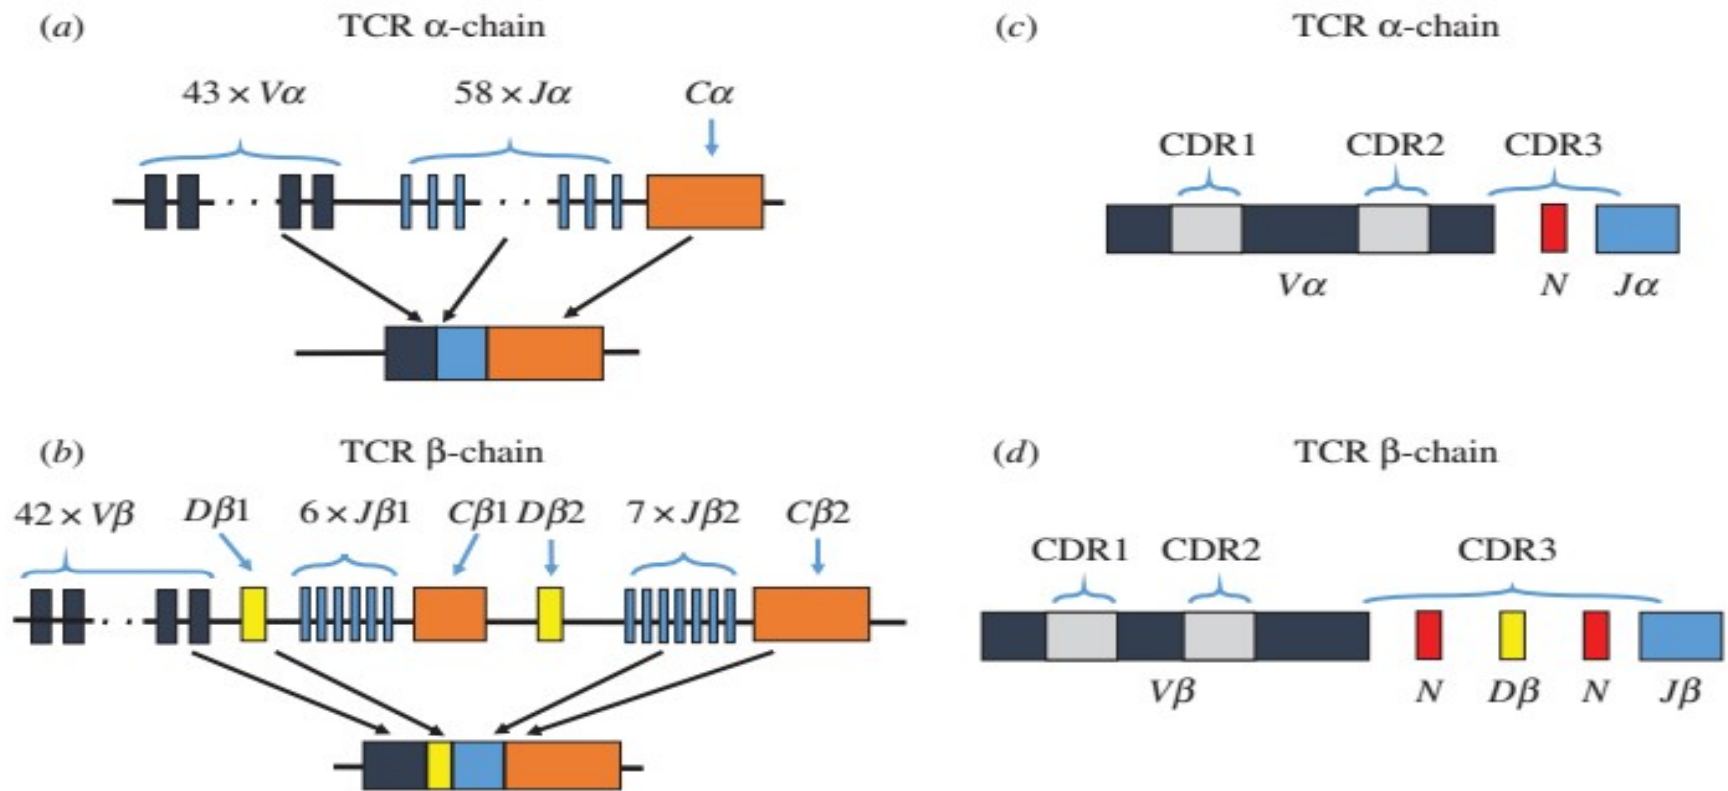 (a) TCR α-chain
43 × Vα 58 × Jα Cα
(b) TCR β-chain
42 × Vβ Dβ1 6 × Jβ1 Cβ1 Dβ2 7 × Jβ2 Cβ2
(c) TCR α-chain
CDR1 CDR2 CDR3
Vα N Jα
(d) TCR β-chain
CDR1 CDR2 CDR3
Vβ N Dβ N Jβ